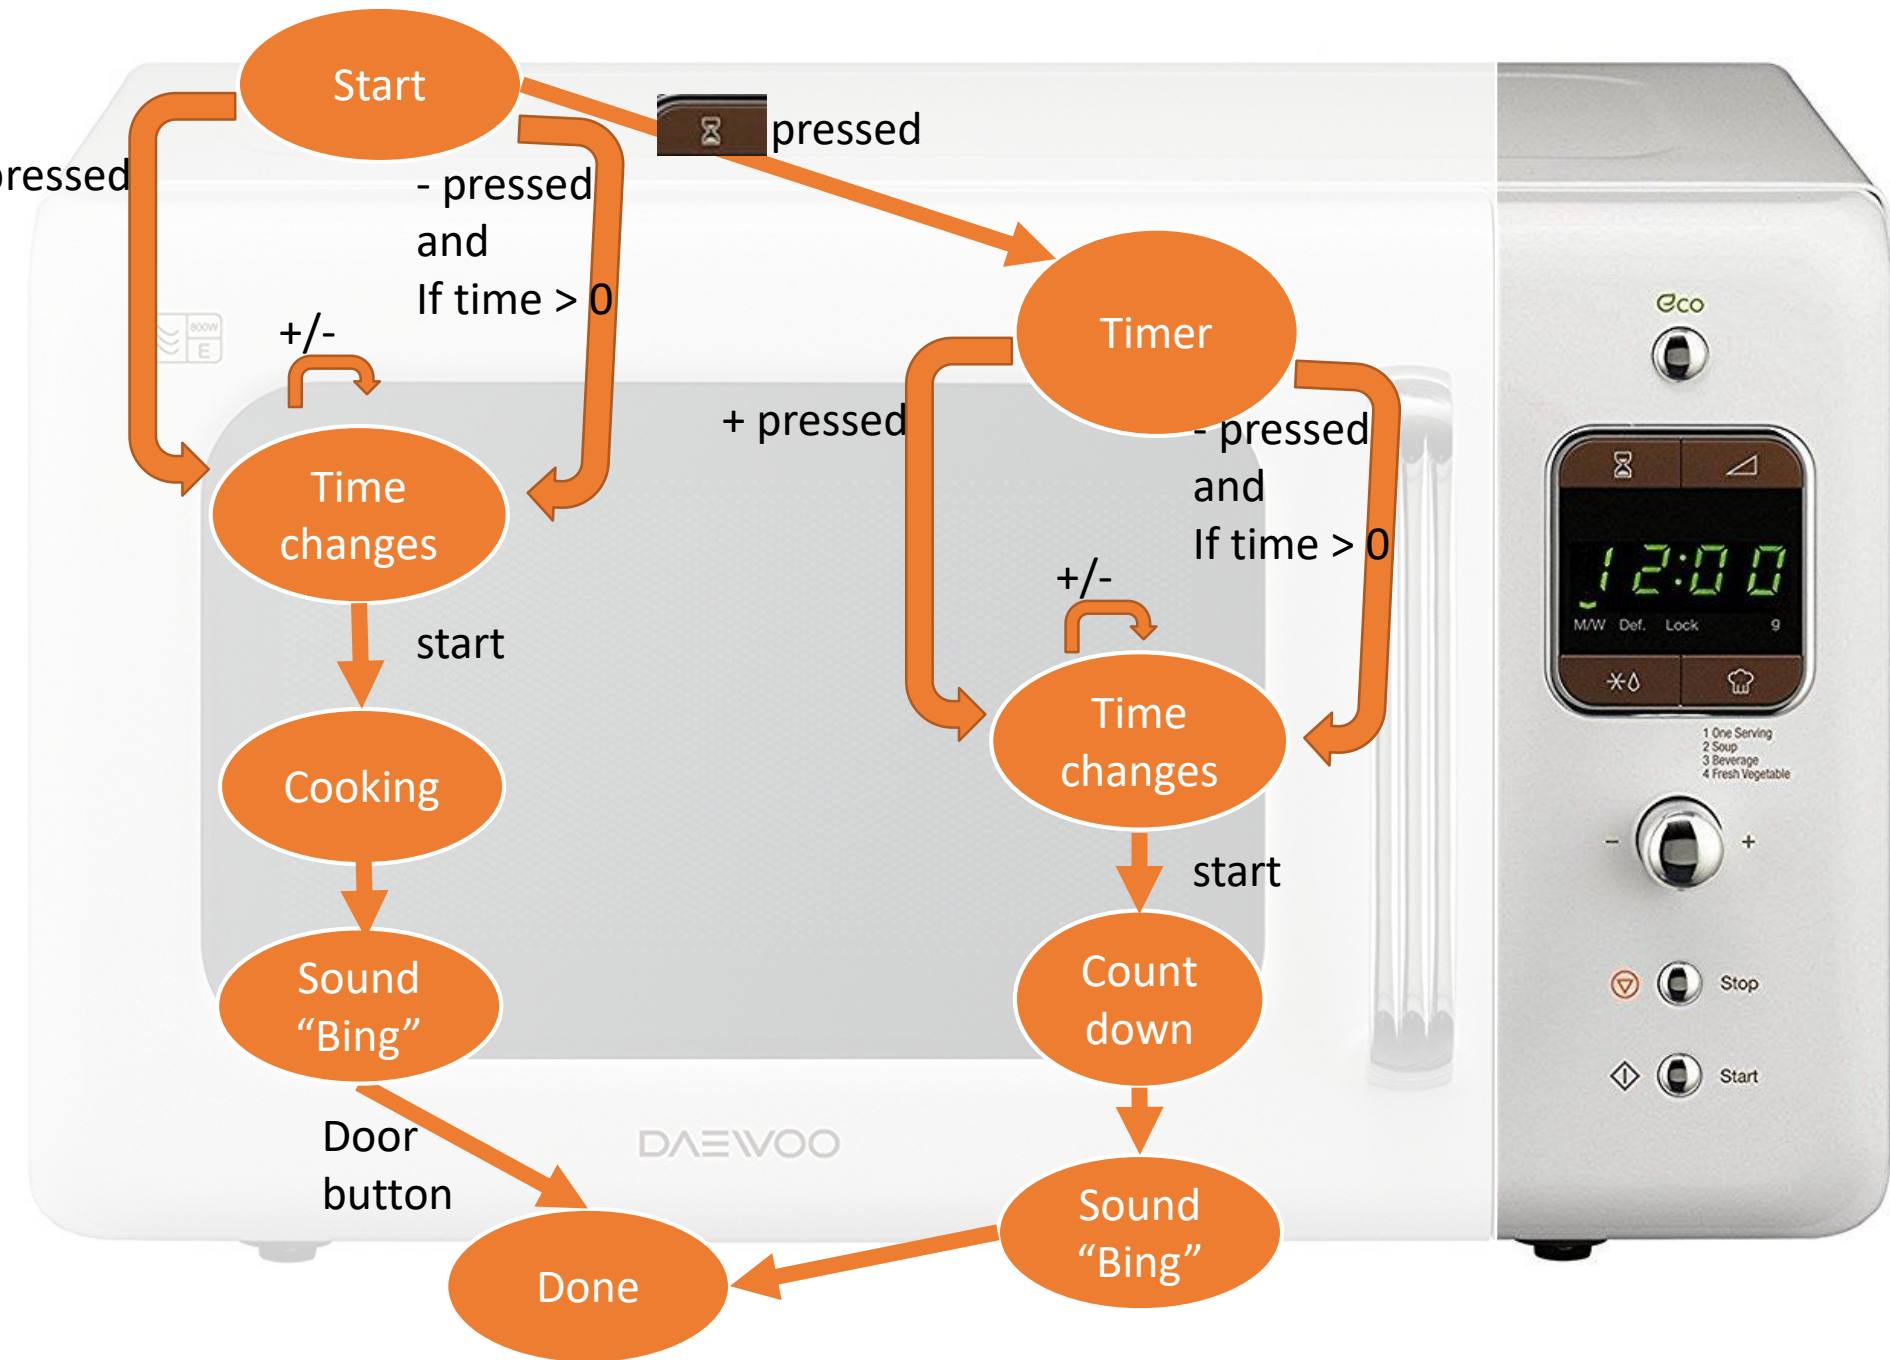 Start
pressed
pressed
- pressed
and
If time > 0
+/-
800W
E
Timer
+ pressed
- pressed
and
If time > 0
Time
changes
start
+/-
Time
changes
Cooking
start
Sound
“Bing”
Count
down
Door
button
Sound
“Bing”
Done
DAEWOO
eco
12:00
M/W Def. Lock g
1 One Serving
2 Soup
3 Beverage
4 Fresh Vegetable
- +
Stop
Start